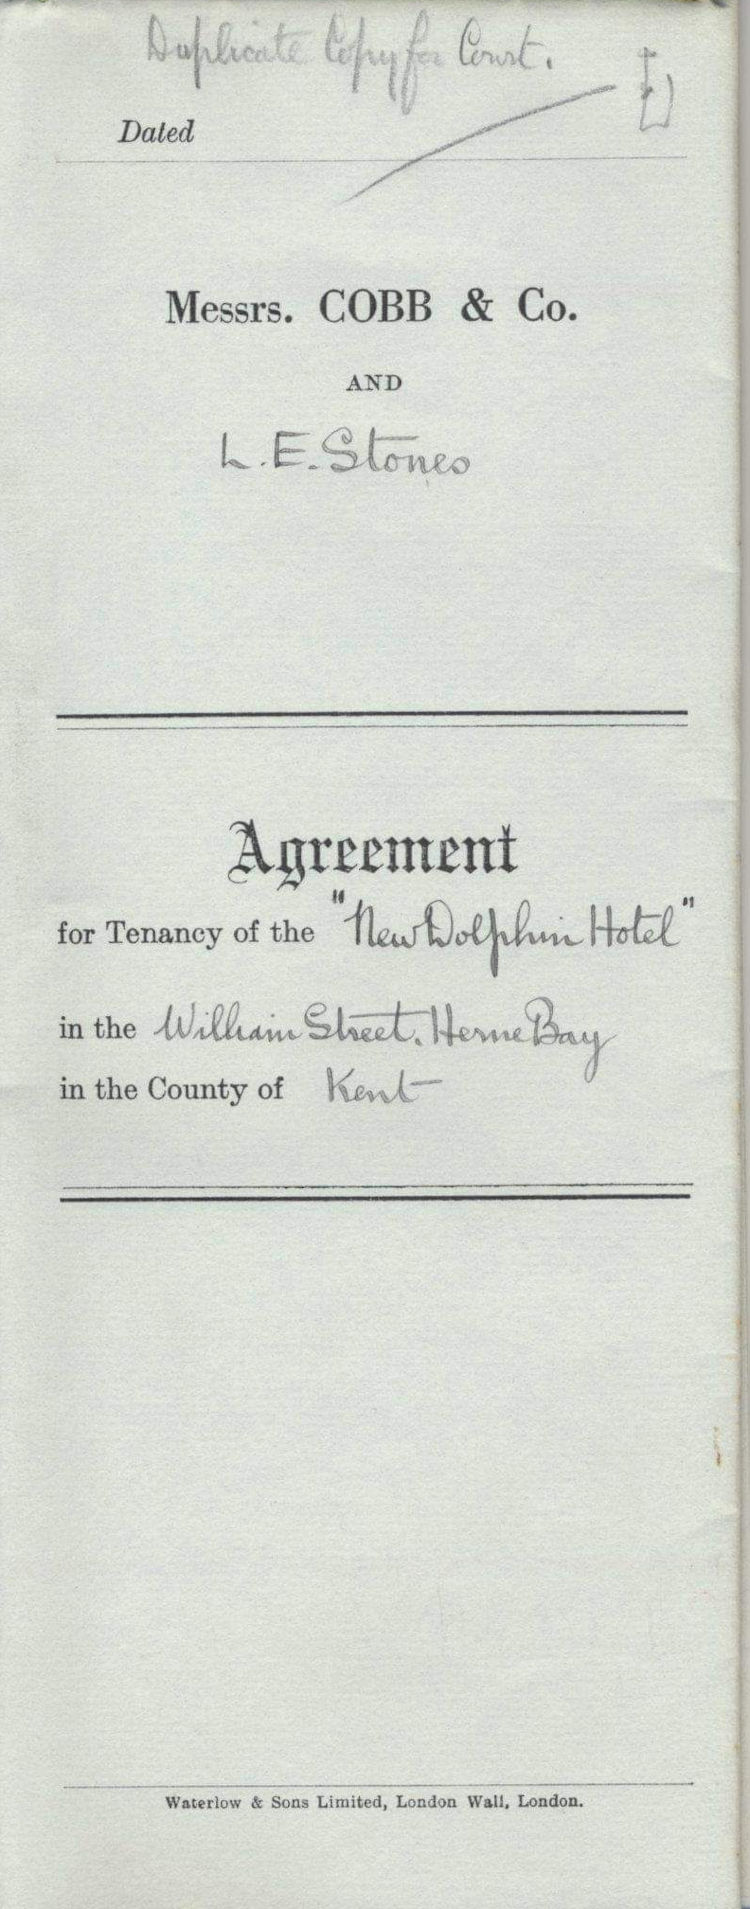 Duplicate Copy for Court.
Dated
Messrs. COBB & Co.
AND
L.E. Stones
Agreement
for Tenancy of the "New Dolphin Hotel"
in the William Street, Herne Bay
in the County of Kent
Waterlow & Sons Limited, London Wall, London.